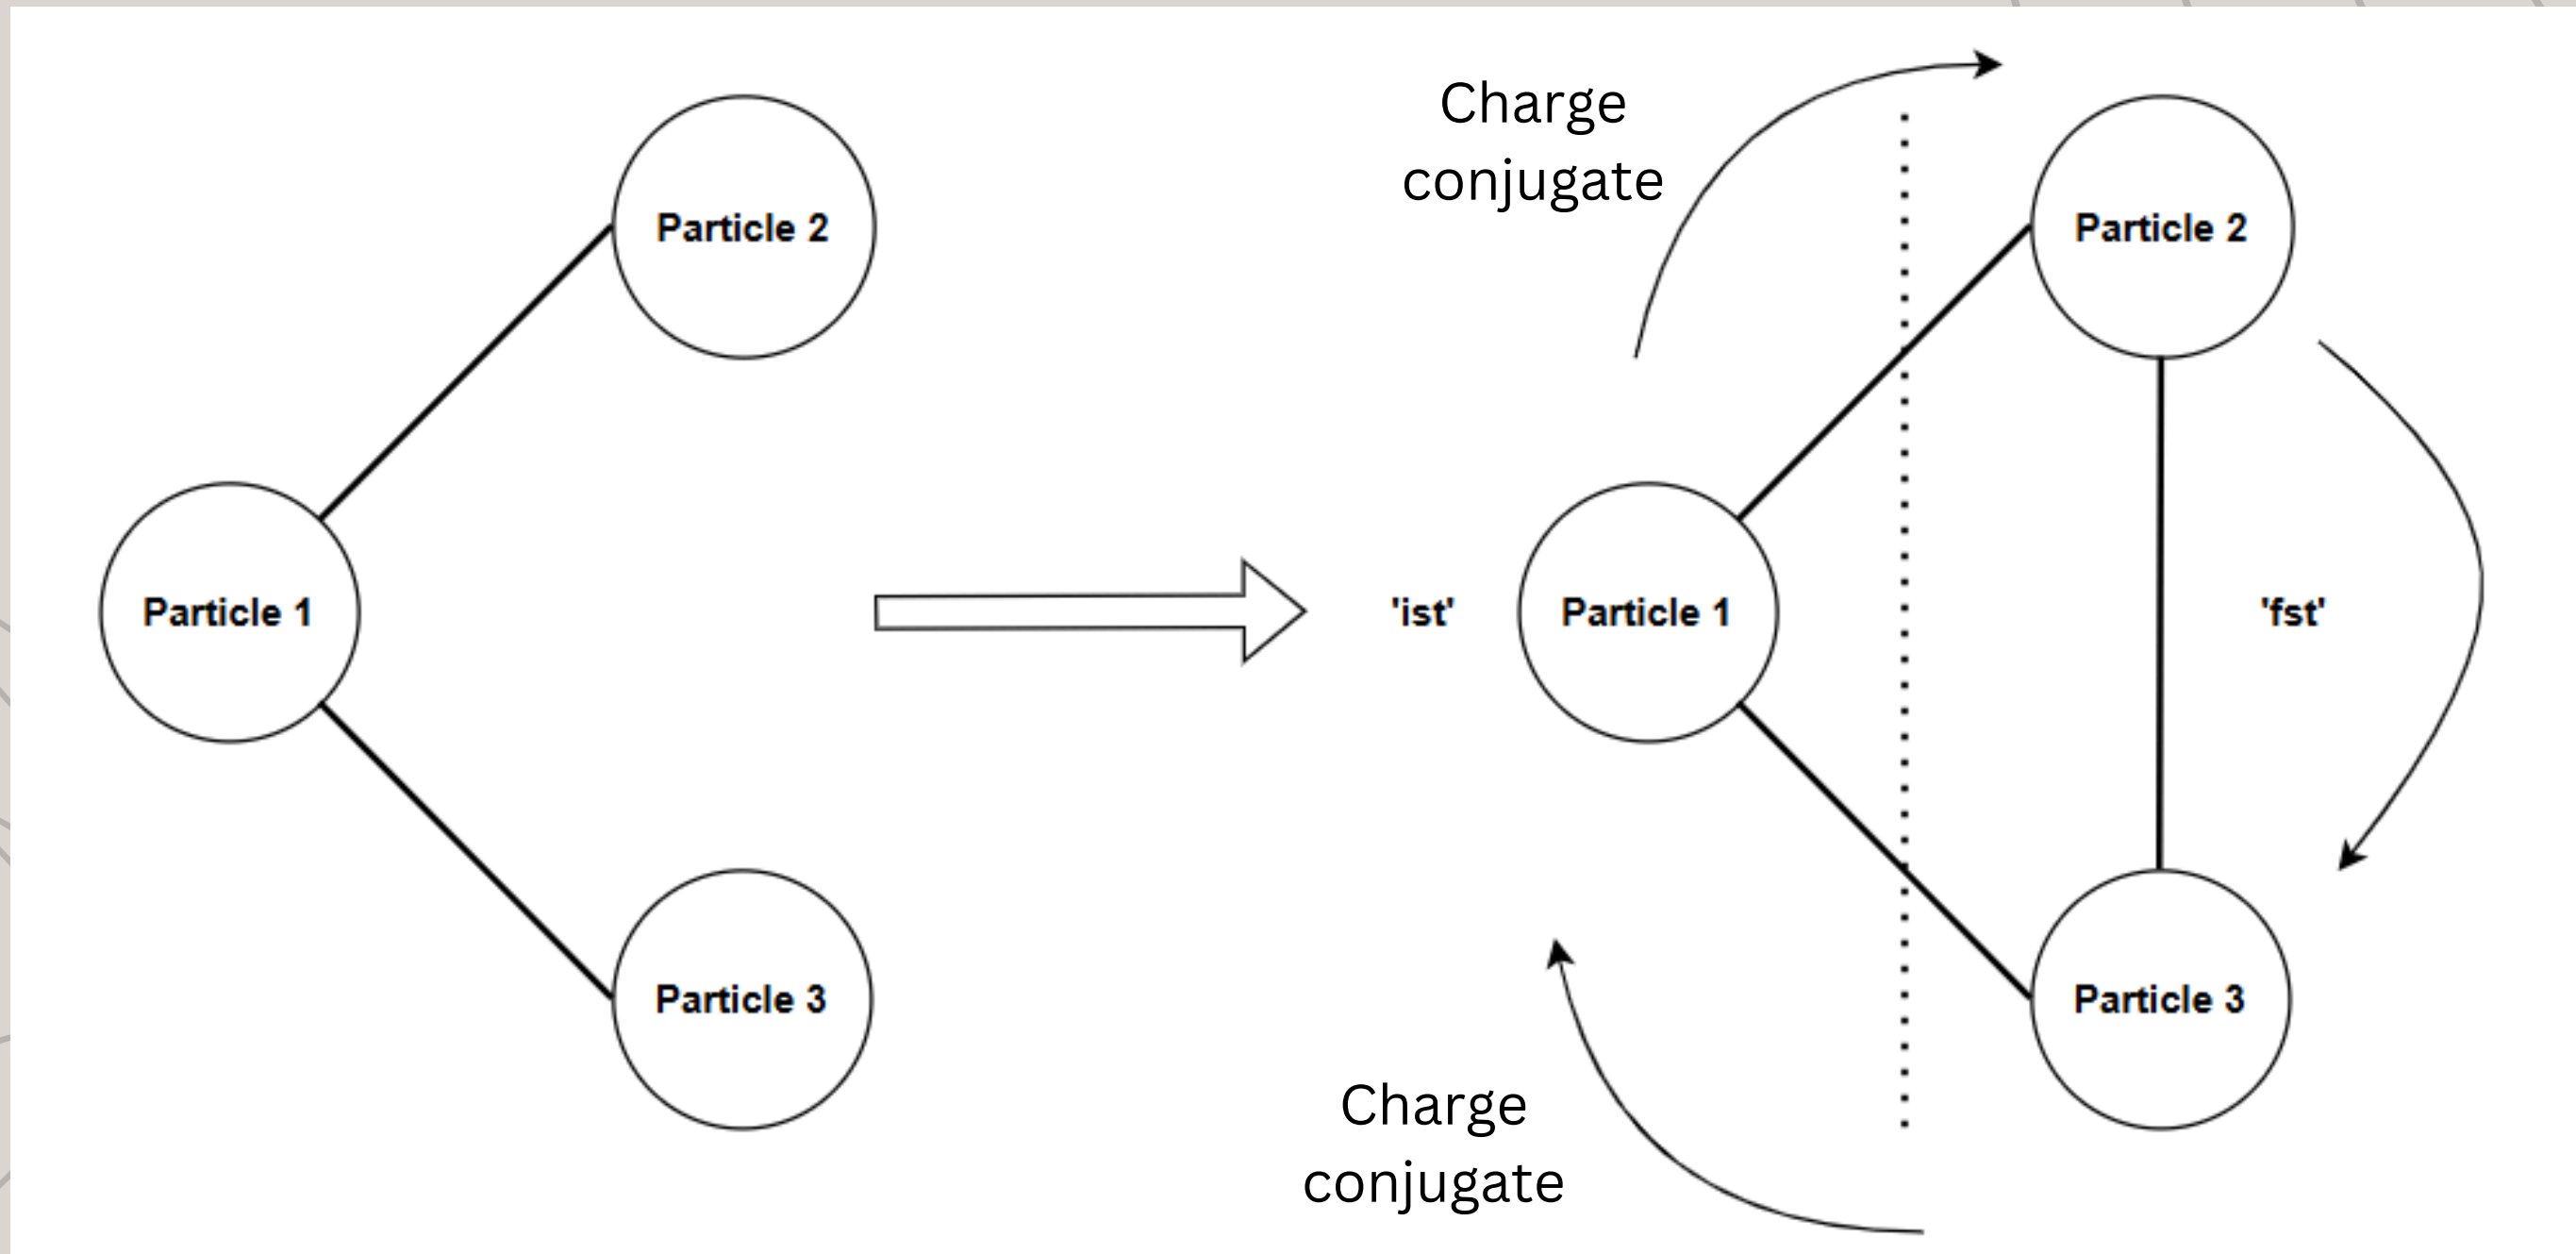 Particle 2
Particle 1
Particle 3
Charge
conjugate
Particle 2
'ist'
Particle 1
'fst'
Particle 3
Charge
conjugate